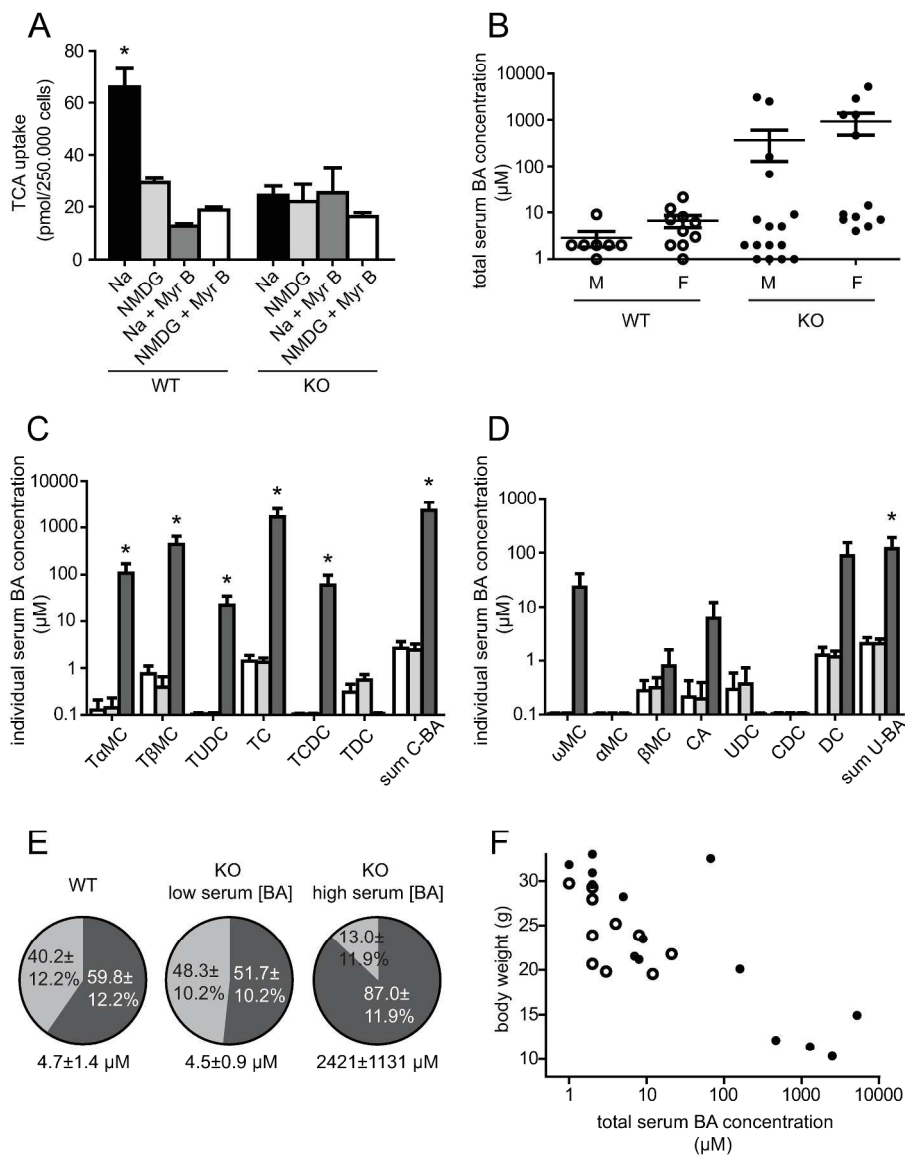 A
TCA uptake
(pmol/250.000 cells)
80
60
40
20
0
*
Na
NMDG
Na + Myr B
NMDG + Myr B
Na
NMDG
Na + Myr B
NMDG + Myr B
WT
KO
B
total serum BA concentration
(µM)
10000
1000
100
10
1
M
F
M
F
WT
KO
C
individual serum BA concentration
(µM)
10000
1000
100
10
1
0.1
*
*
*
*
*
*
TαMC
TβMC
TUDC
TC
TCDC
TDC
sum C-BA
D
individual serum BA concentration
(µM)
1000
100
10
1
0.1
*
ωMC
αMC
βMC
CA
UDC
CDC
DC
sum U-BA
E
WT
40.2±
12.2%
59.8±
12.2%
4.7±1.4 µM
KO
low serum [BA]
48.3±
10.2%
51.7±
10.2%
4.5±0.9 µM
KO
high serum [BA]
13.0±
11.9%
87.0±
11.9%
2421±1131 µM
F
body weight (g)
30
25
20
15
10
1
10
100
1000
10000
total serum BA concentration
(µM)